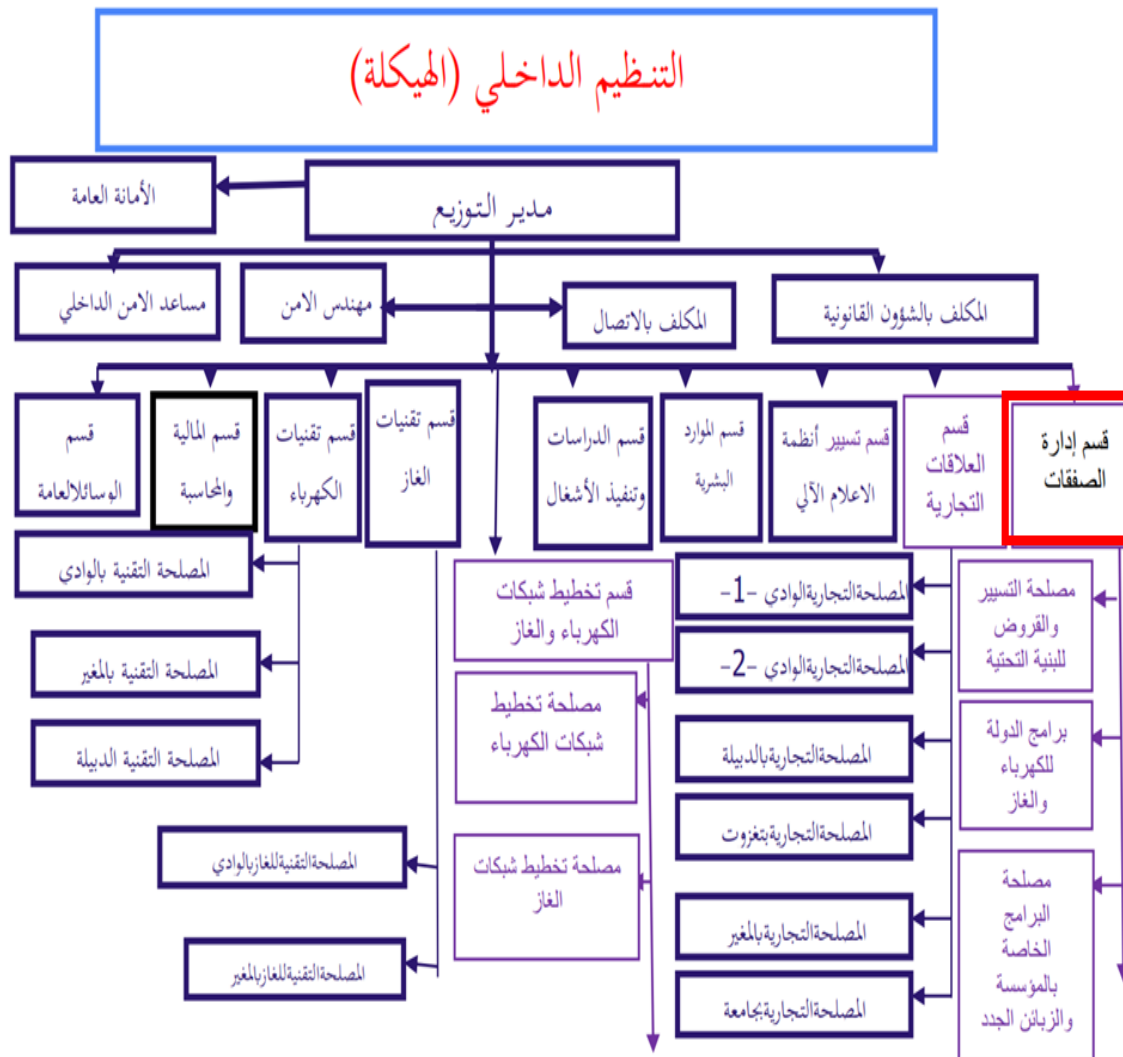 التنظيم الداخلي (الهيكلة)
مدير التوزيع
الأمانة العامة
المكلف بالشؤون القانونية
المكلف بالاتصال
مهندس الامن
مساعد الامن الداخلي
قسم إدارة
الصفقات
قسم
العلاقات
التجارية
قسم تسيير أنظمة
الاعلام الآلي
قسم الموارد
البشرية
قسم الدراسات
وتنفيذ الأشغال
قسم تقنيات
الغاز
قسم تقنيات
الكهرباء
قسم المالية
والمحاسبة
قسم
الوسائلالعامة
مصلحة التسيير
والقروض
للبنية التحتية
برامج الدولة
للكهرباء
والغاز
مصلحة
البرامج
الخاصة
بالمؤسسة
والزبائن الجدد
المصلحةالتجاريةالوادي -1-
المصلحةالتجاريةالوادي -2-
المصلحةالتجاريةبالدبيلة
المصلحةالتجاريةبتغزوت
المصلحةالتجاريةبالمغير
المصلحةالتجاريةبجامعة
قسم تخطيط شبكات
الكهرباء والغاز
مصلحة تخطيط
شبكات الكهرباء
مصلحة تخطيط شبكات
الغاز
المصلحة التقنية بالوادي
المصلحة التقنية بالمغير
المصلحة التقنية الدبيلة
المصلحةالتقنيةللغازبالوادي
المصلحةالتقنيةللغازبالمغير